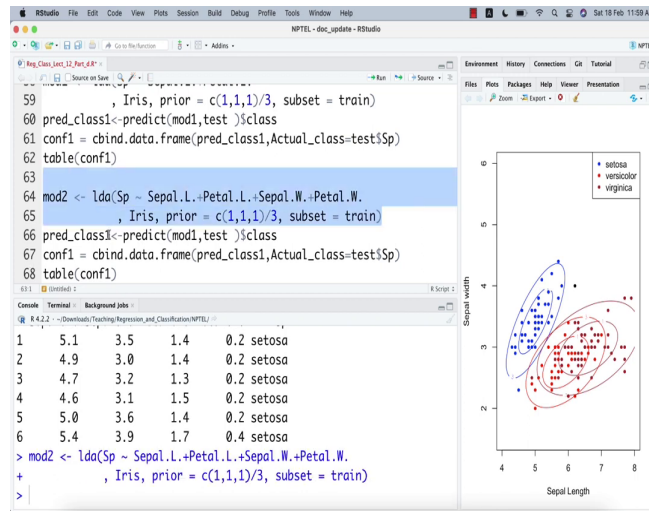 RStudio File Edit Code View Plots Session Build Debug Profile Tools Window Help
Sat 18 Feb 11:59 A
NPTEL - doc_update - RStudio
Go to file/function
Addins
NPTE
Reg_Class_Lect_12_Part_d.R*
Source on Save
Run
Source
59 , Iris, prior = c(1,1,1)/3, subset = train)
60 pred_class1<-predict(mod1,test )$class
61 conf1 = cbind.data.frame(pred_class1,Actual_class=test$Sp)
62 table(conf1)
63
64 mod2 <- lda(Sp ~ Sepal.L.+Petal.L.+Sepal.W.+Petal.W.
65 , Iris, prior = c(1,1,1)/3, subset = train)
66 pred_class1<-predict(mod1,test )$class
67 conf1 = cbind.data.frame(pred_class1,Actual_class=test$Sp)
68 table(conf1)
63:1 (Untitled) R Script
Console Terminal Background Jobs
R 4.2.2 · ~/Downloads/Teaching/Regression_and_Classification/NPTEL/
1 5.1 3.5 1.4 0.2 setosa
2 4.9 3.0 1.4 0.2 setosa
3 4.7 3.2 1.3 0.2 setosa
4 4.6 3.1 1.5 0.2 setosa
5 5.0 3.6 1.4 0.2 setosa
6 5.4 3.9 1.7 0.4 setosa
> mod2 <- lda(Sp ~ Sepal.L.+Petal.L.+Sepal.W.+Petal.W.
+ , Iris, prior = c(1,1,1)/3, subset = train)
>
Environment History Connections Git Tutorial
Files Plots Packages Help Viewer Presentation
Zoom Export
setosa
versicolor
virginica
Sepal width
6
5
4
3
2
4 5 6 7 8
Sepal Length